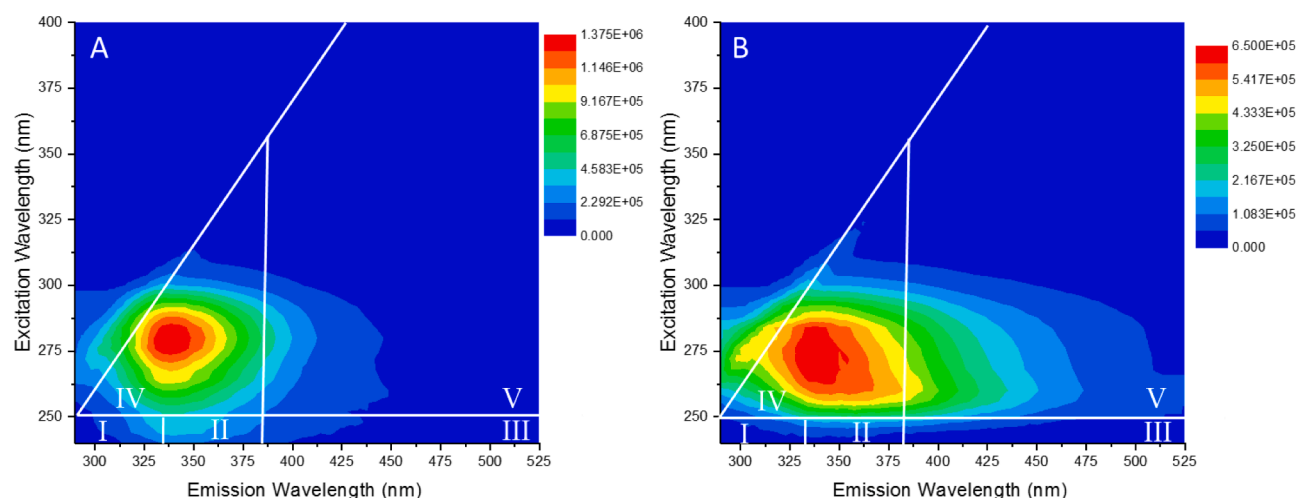 A
400
375
350
325
300
275
250
Excitation Wavelength (nm)
IV
V
I
II
III
300 325 350 375 400 425 450 475 500 525
Emission Wavelength (nm)
1.375E+06
1.146E+06
9.167E+05
6.875E+05
4.583E+05
2.292E+05
0.000
B
400
375
350
325
300
275
250
Excitation Wavelength (nm)
IV
V
I
II
III
300 325 350 375 400 425 450 475 500 525
Emission Wavelength (nm)
6.500E+05
5.417E+05
4.333E+05
3.250E+05
2.167E+05
1.083E+05
0.000